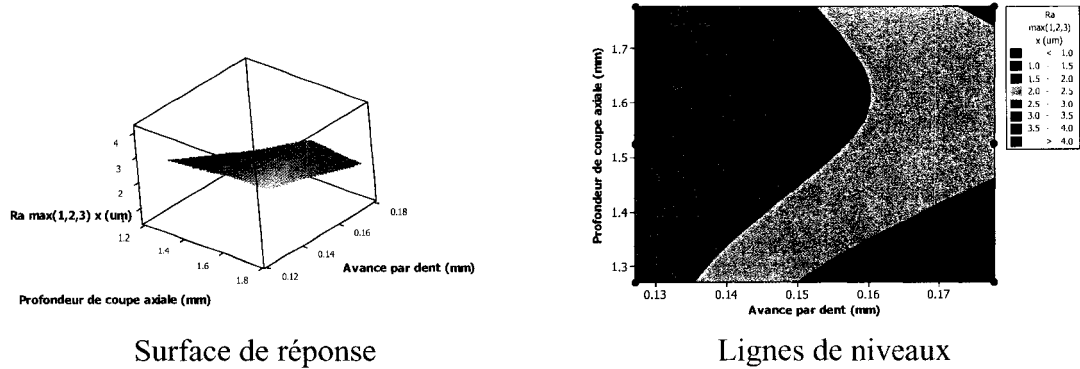 4
3
2
Ra max(1,2,3) x (um)
1.2
1.4
1.6
1.8
0.12
0.14
0.16
0.18
Avance par dent (mm)
Profondeur de coupe axiale (mm)
Surface de réponse
Profondeur de coupe axiale (mm)
1.7
1.6
1.5
1.4
1.3
0.13
0.14
0.15
0.16
0.17
Avance par dent (mm)
Ra
max(1,2,3)
x (um)
< 1.0
1.0 - 1.5
1.5 - 2.0
2.0 - 2.5
2.5 - 3.0
3.0 - 3.5
3.5 - 4.0
> 4.0
Lignes de niveaux